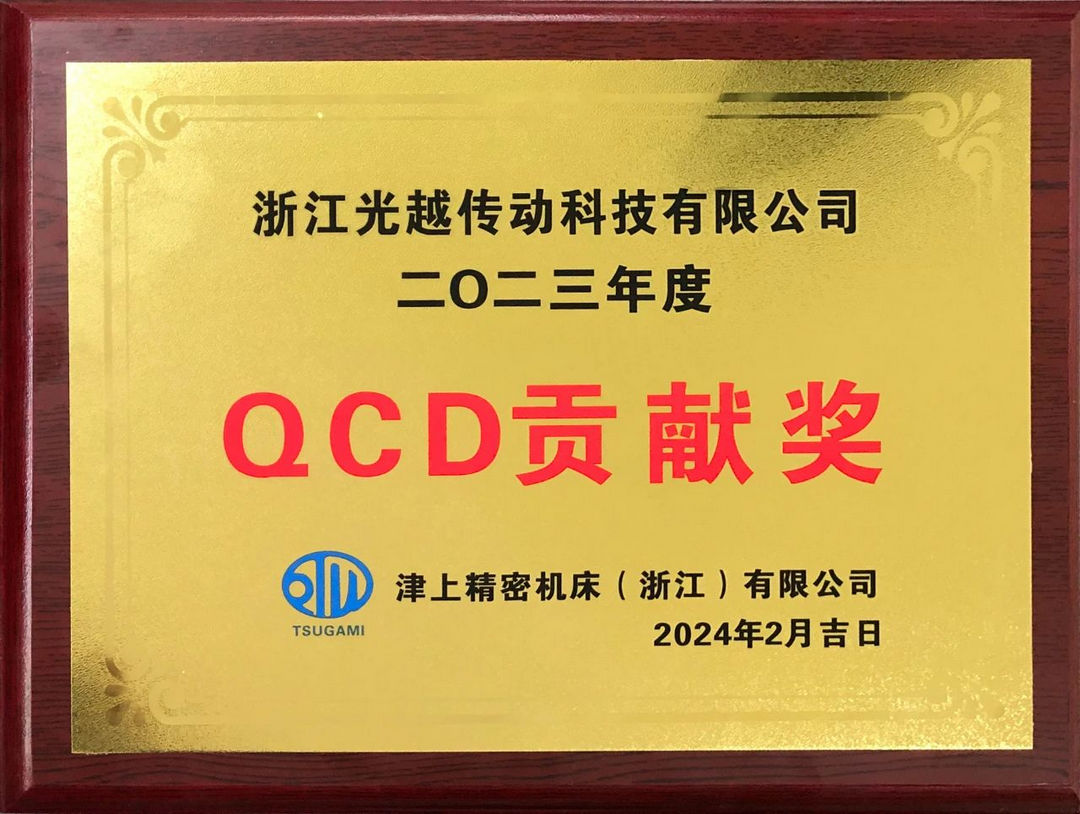 浙江光越传动科技有限公司
二〇二三年度
QCD贡献奖
TSUGAMI
津上精密机床（浙江）有限公司
2024年2月吉日